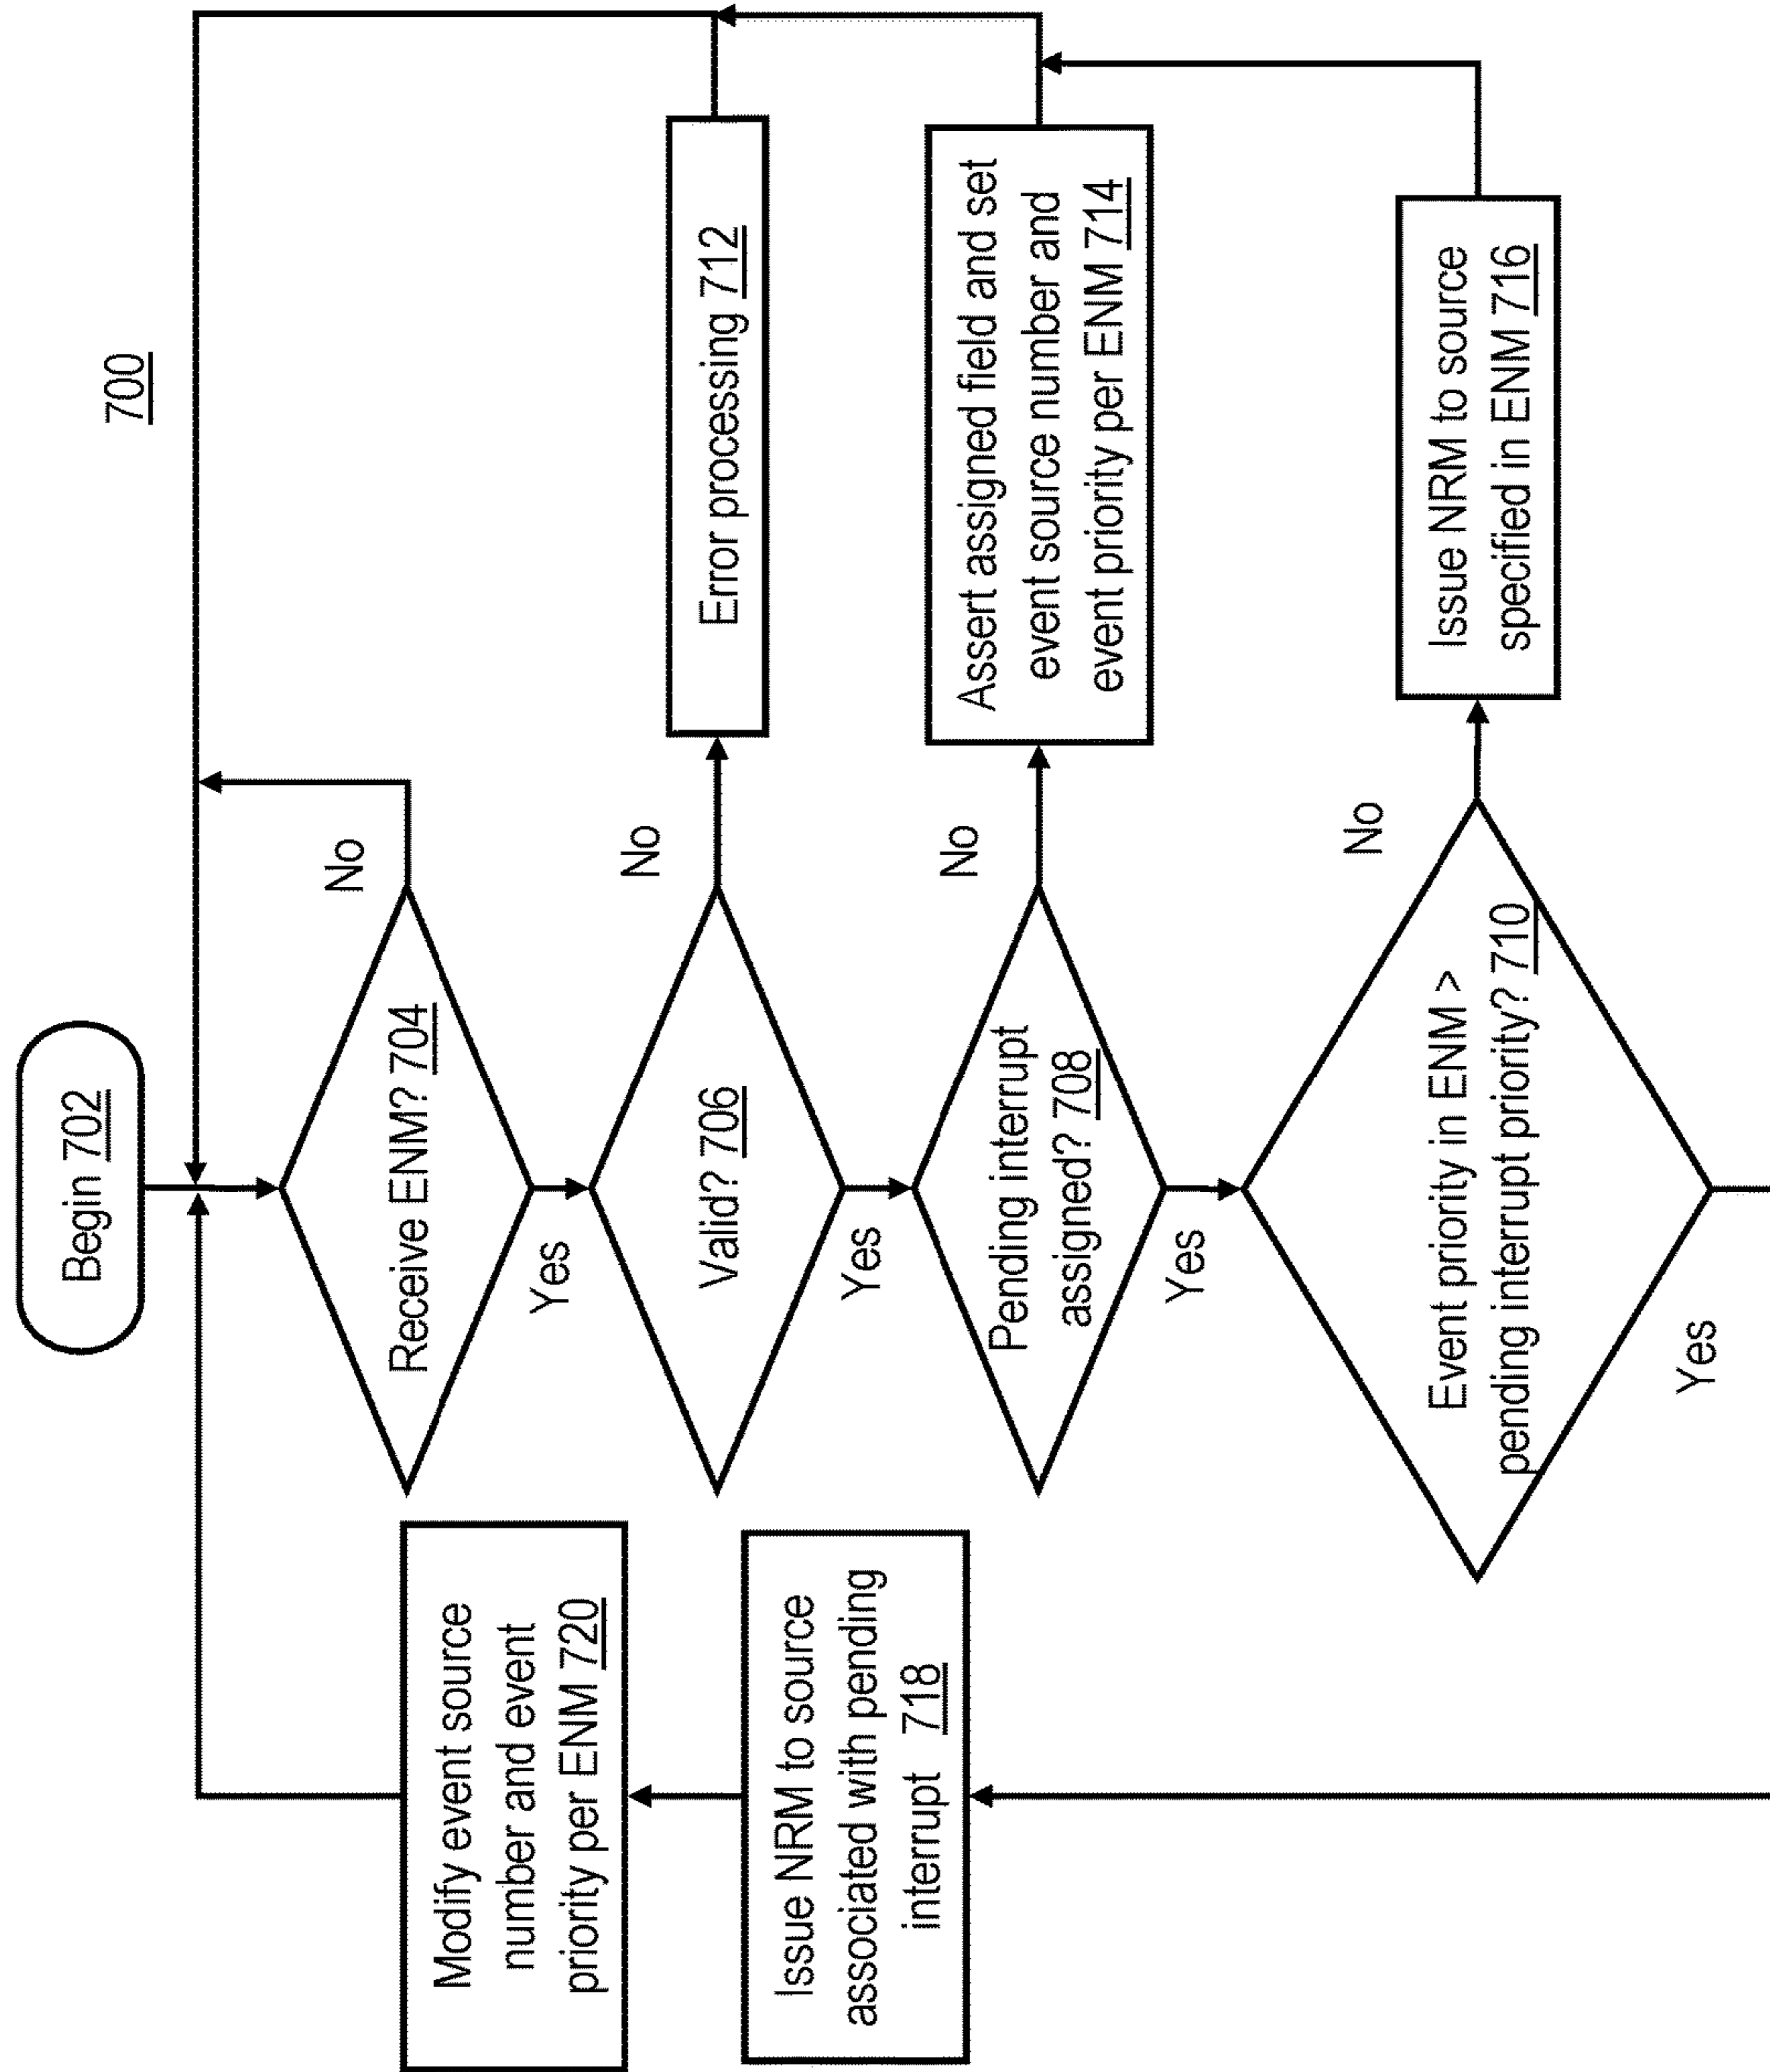 700
Begin 702
Receive ENM? 704
No
Yes
Valid? 706
No
Error processing 712
Yes
Pending interrupt
assigned? 708
No
Assert assigned field and set
event source number and
event priority per ENM 714
Yes
Event priority in ENM >
pending interrupt priority? 710
No
Issue NRM to source
specified in ENM 716
Yes
Issue NRM to source
associated with pending
interrupt 718
Modify event source
number and event
priority per ENM 720